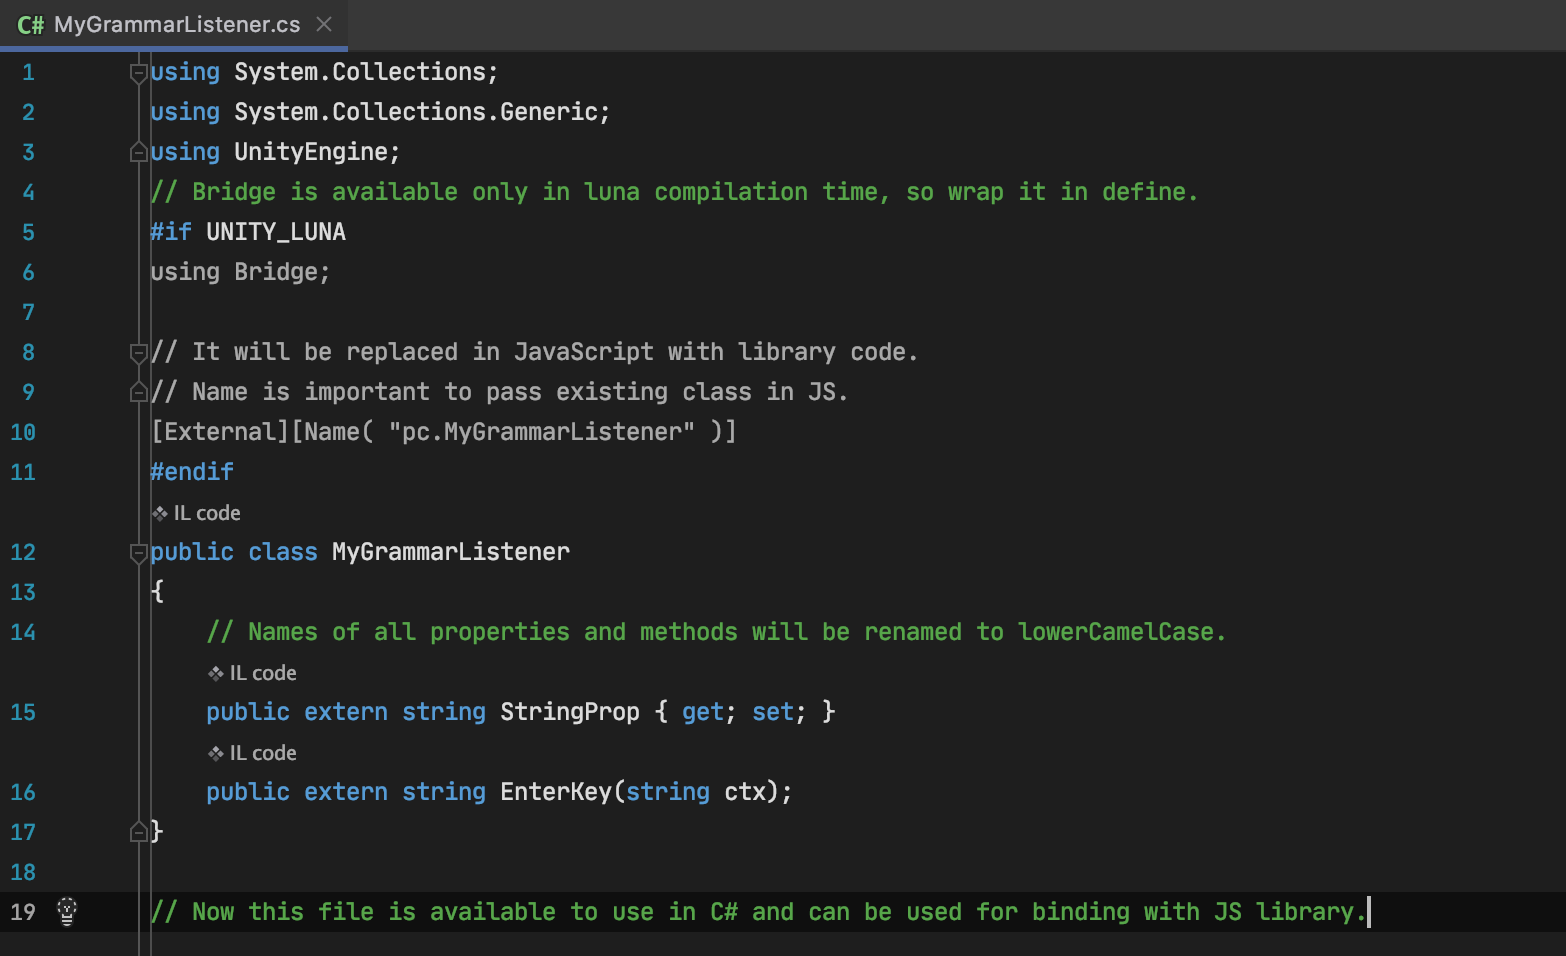 C# MyGrammarListener.cs ×
1 using System.Collections;
2 using System.Collections.Generic;
3 using UnityEngine;
4 // Bridge is available only in luna compilation time, so wrap it in define.
5 #if UNITY_LUNA
6 using Bridge;
7
8 // It will be replaced in JavaScript with library code.
9 // Name is important to pass existing class in JS.
10 [External][Name( "pc.MyGrammarListener" )]
11 #endif
IL code
12 public class MyGrammarListener
13 {
14 // Names of all properties and methods will be renamed to lowerCamelCase.
IL code
15 public extern string StringProp { get; set; }
IL code
16 public extern string EnterKey(string ctx);
17 }
18
19 // Now this file is available to use in C# and can be used for binding with JS library.